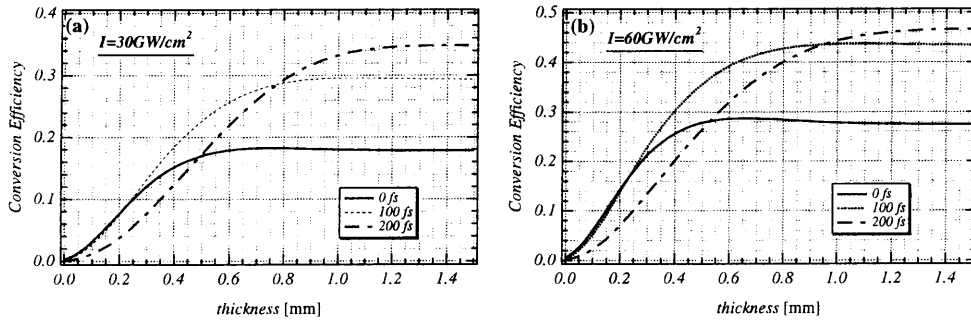 (a)
I=30GW/cm²
Conversion Efficiency
0.4
0.3
0.2
0.1
0.0
0 fs
100 fs
200 fs
0.0 0.2 0.4 0.6 0.8 1.0 1.2 1.4
thickness [mm]
(b)
I=60GW/cm²
Conversion Efficiency
0.5
0.4
0.3
0.2
0.1
0.0
0 fs
100 fs
200 fs
0.0 0.2 0.4 0.6 0.8 1.0 1.2 1.4
thickness [mm]